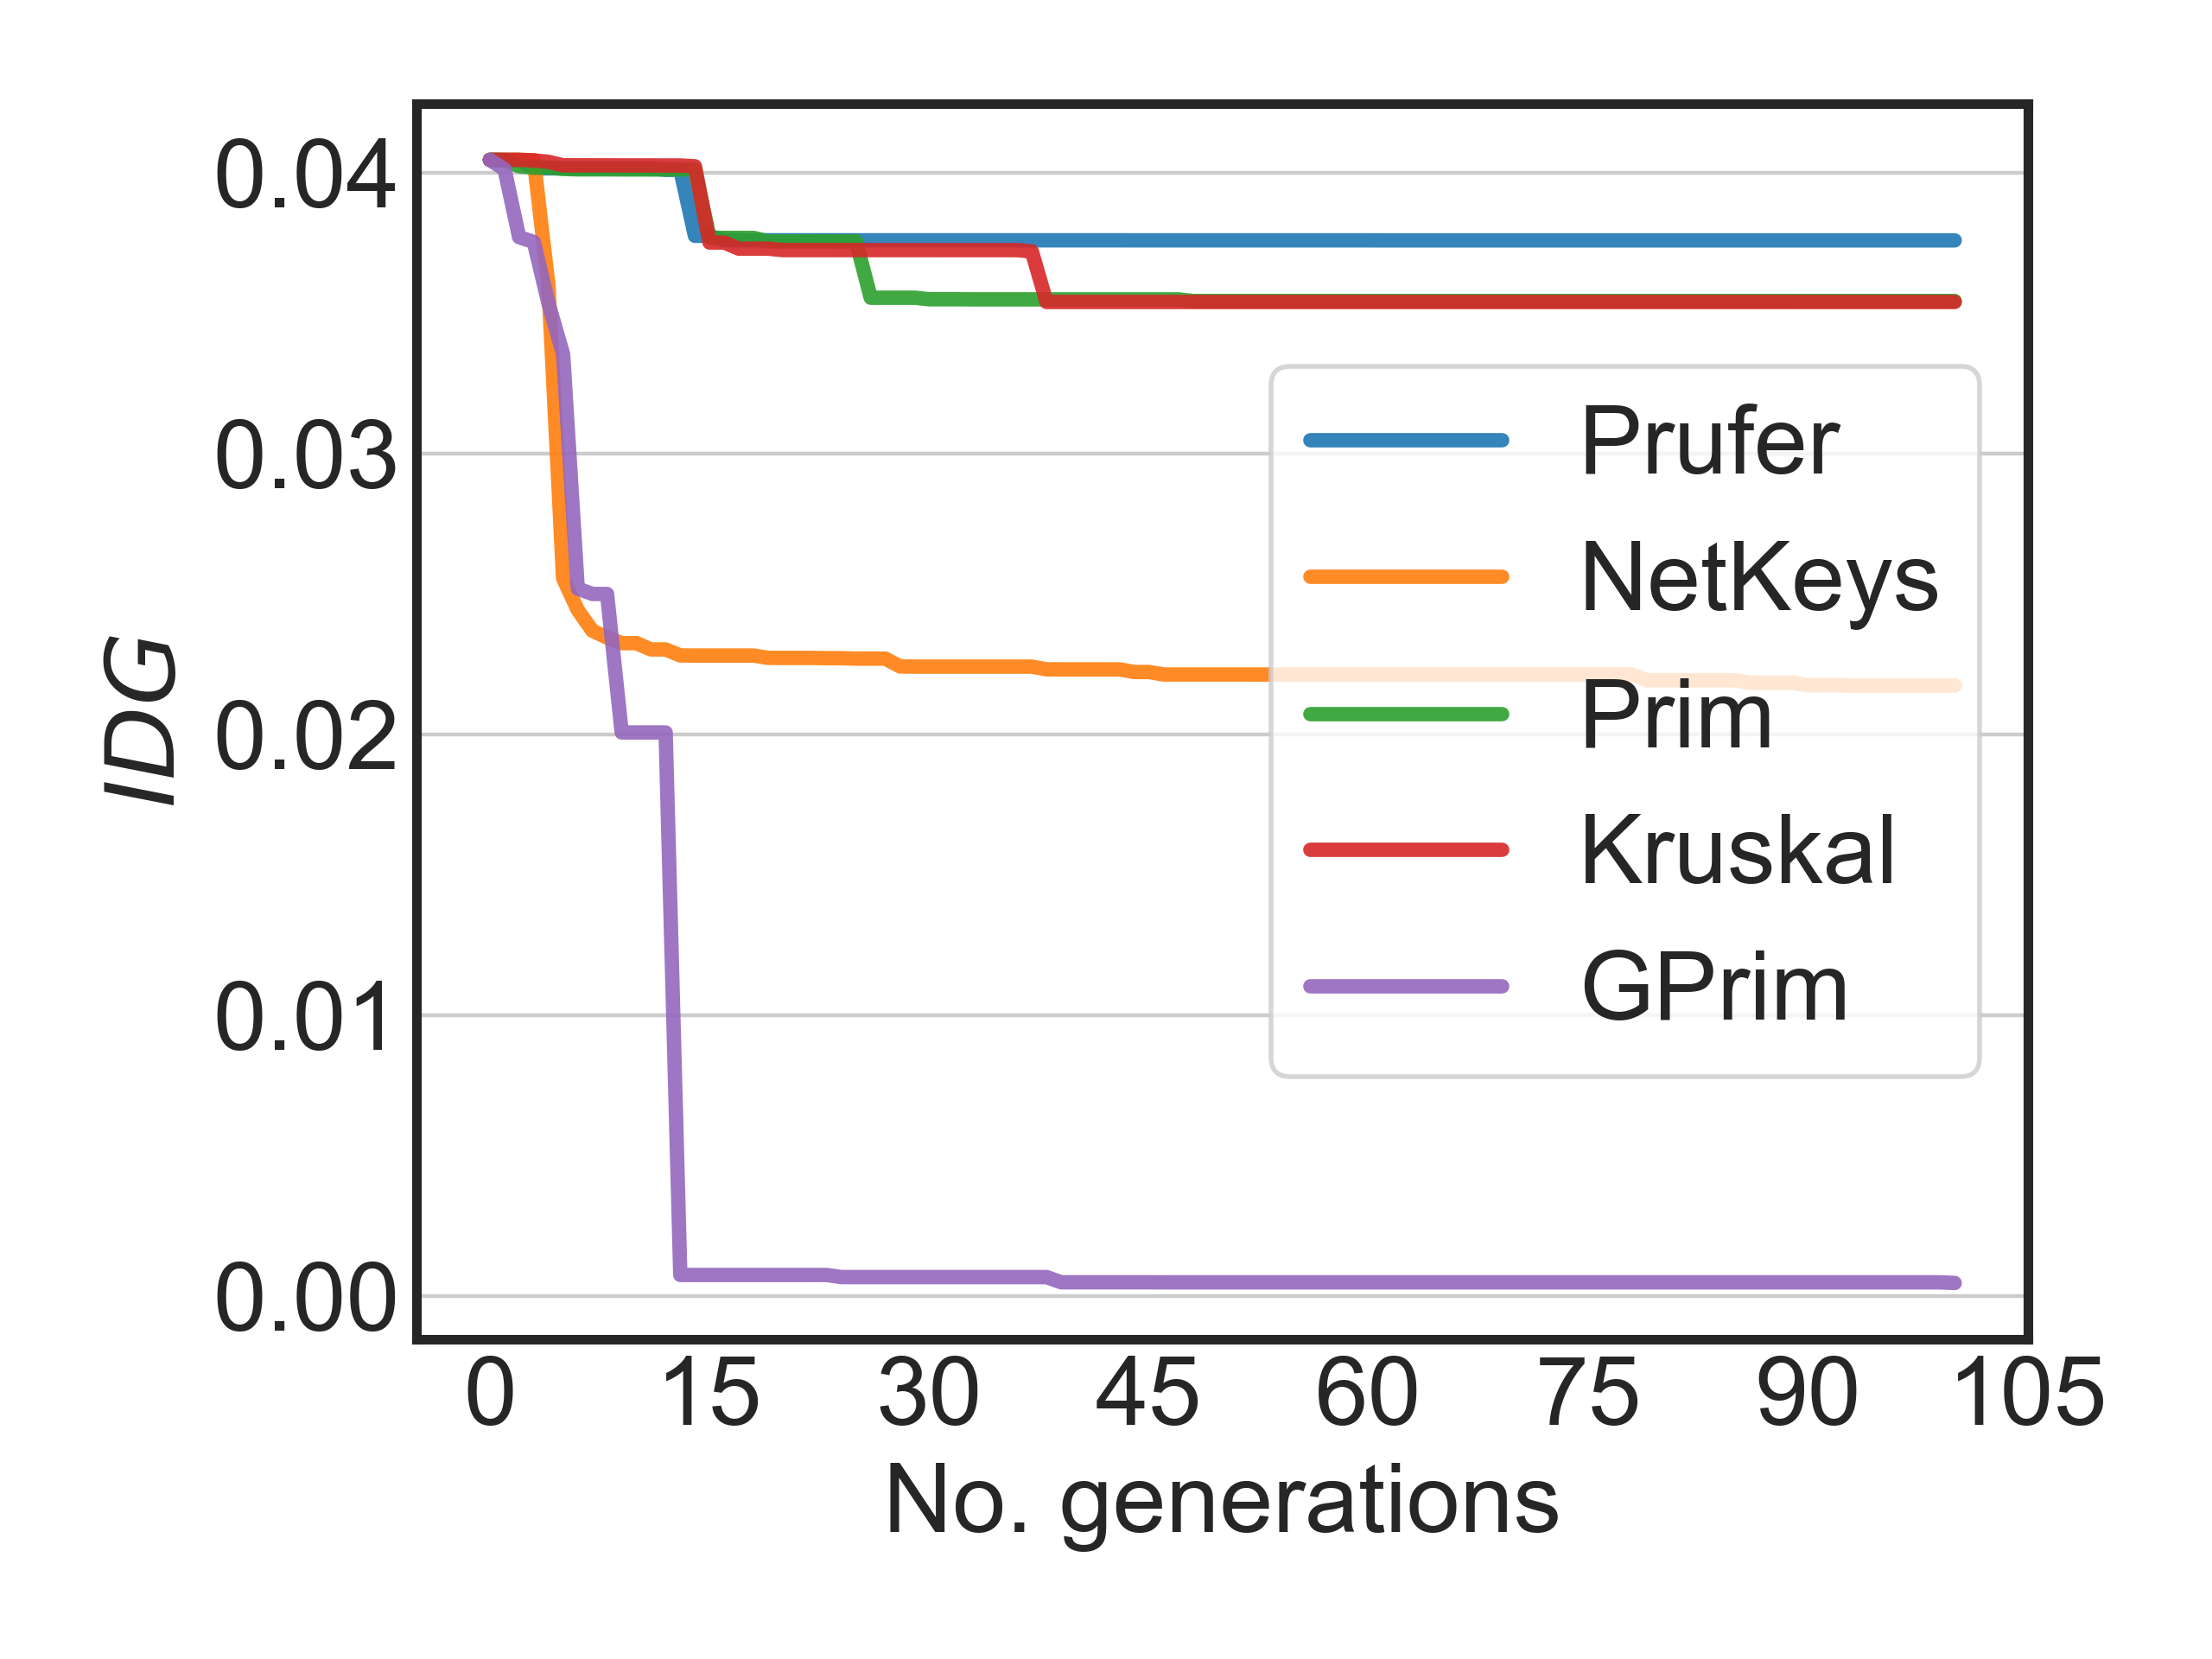 0.04
0.03
0.02
0.01
0.00
IDG
Prufer
NetKeys
Prim
Kruskal
GPrim
0 15 30 45 60 75 90 105
No. generations